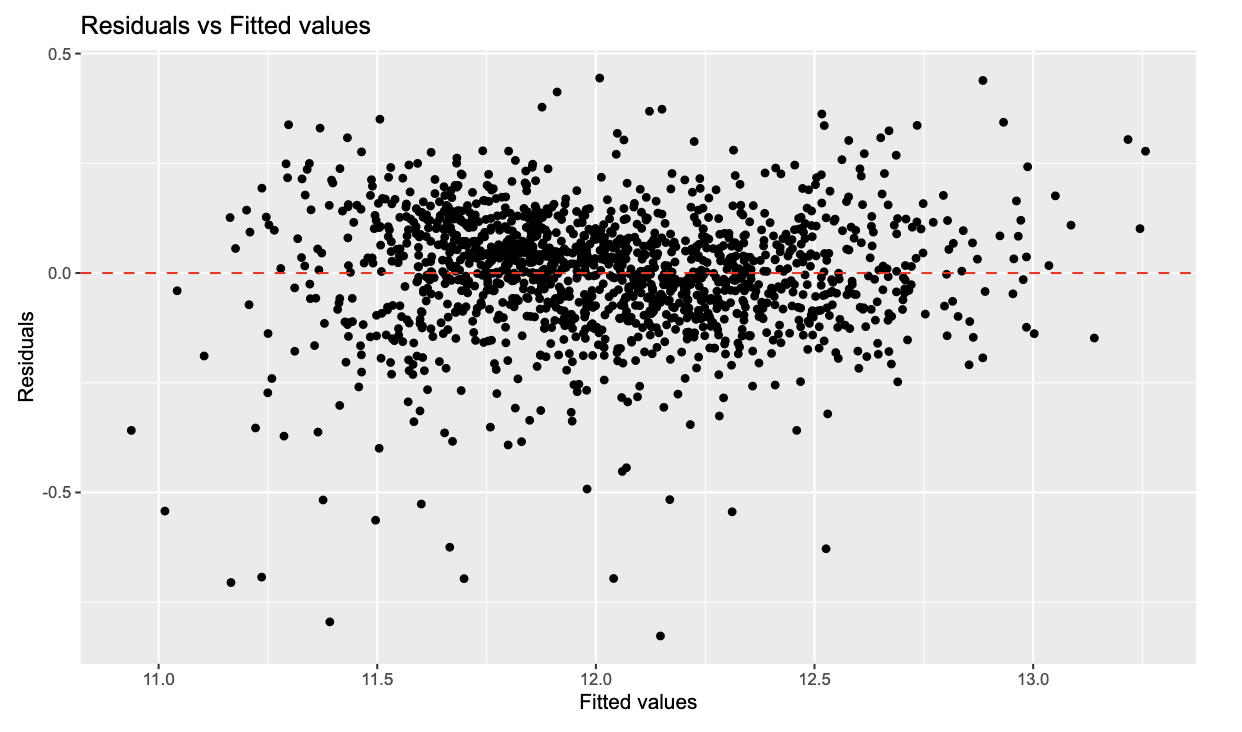 Residuals vs Fitted values
0.5
0.0
-0.5
Residuals
11.0 11.5 12.0 12.5 13.0
Fitted values